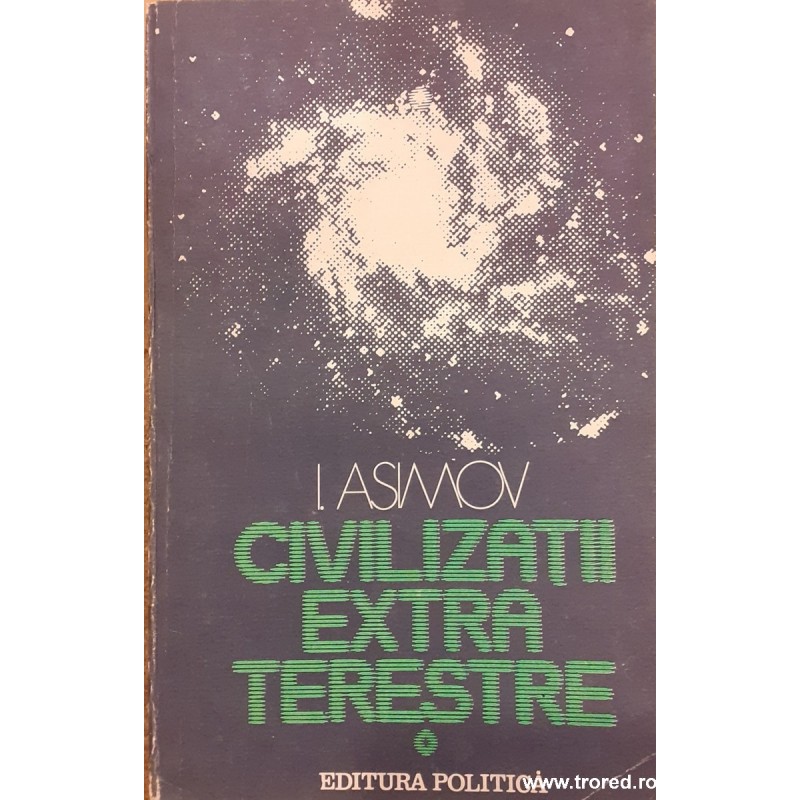 I. ASIMOV
CIVILIZAȚII
EXTRA
TERESTRE
EDITURA POLITICĂ
www.trored.ro